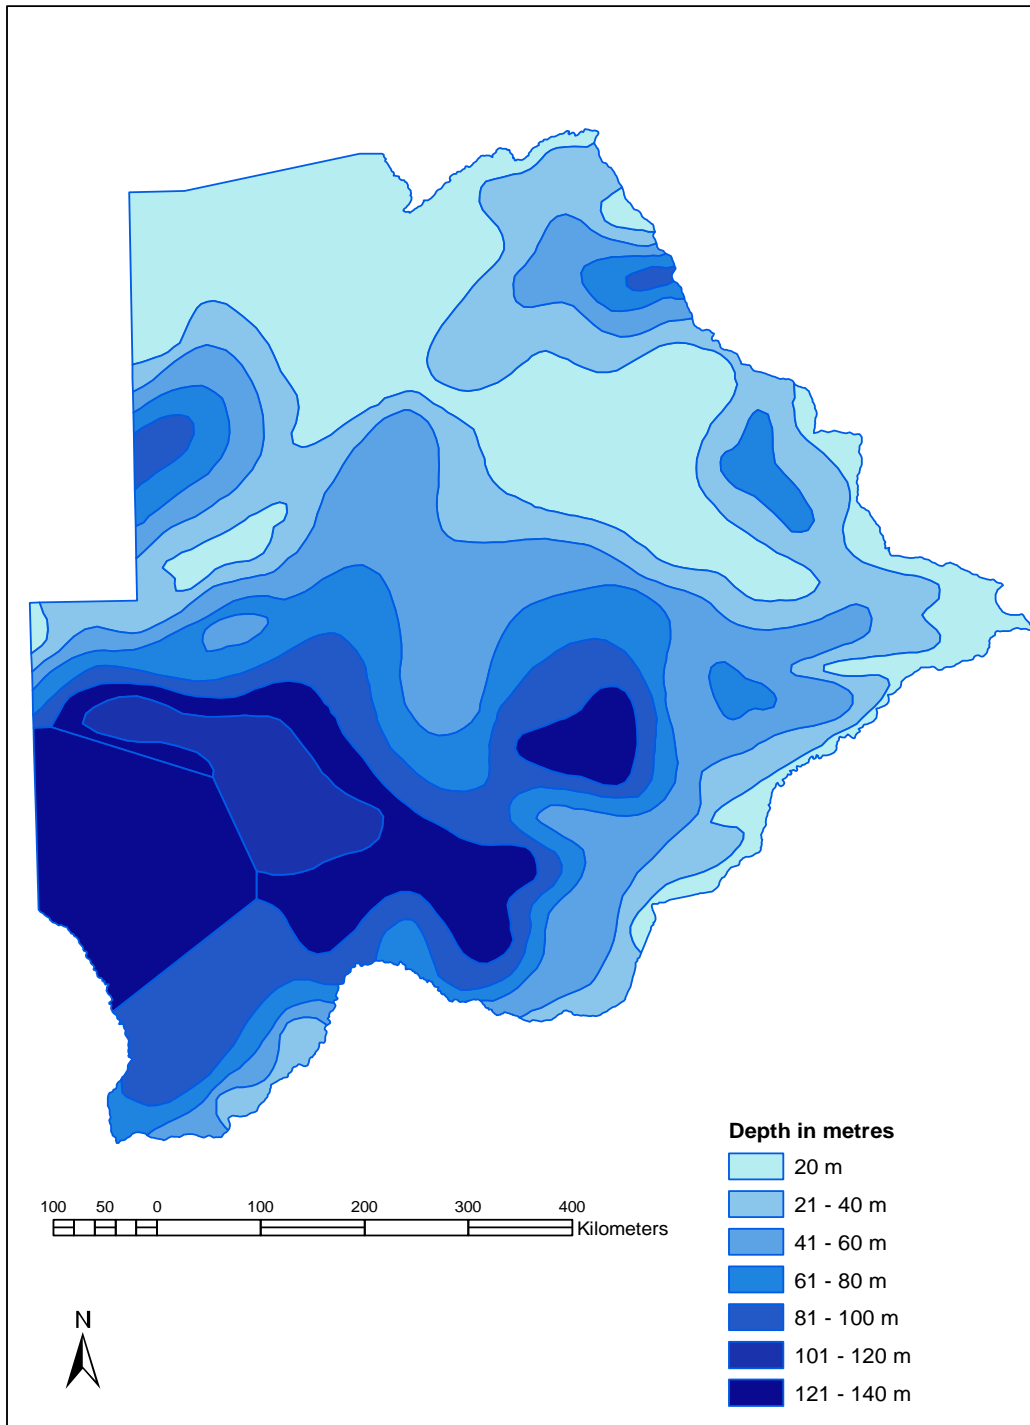 Depth in metres
20 m
21 - 40 m
41 - 60 m
61 - 80 m
81 - 100 m
101 - 120 m
121 - 140 m
100 50 0 100 200 300 400
Kilometers
N